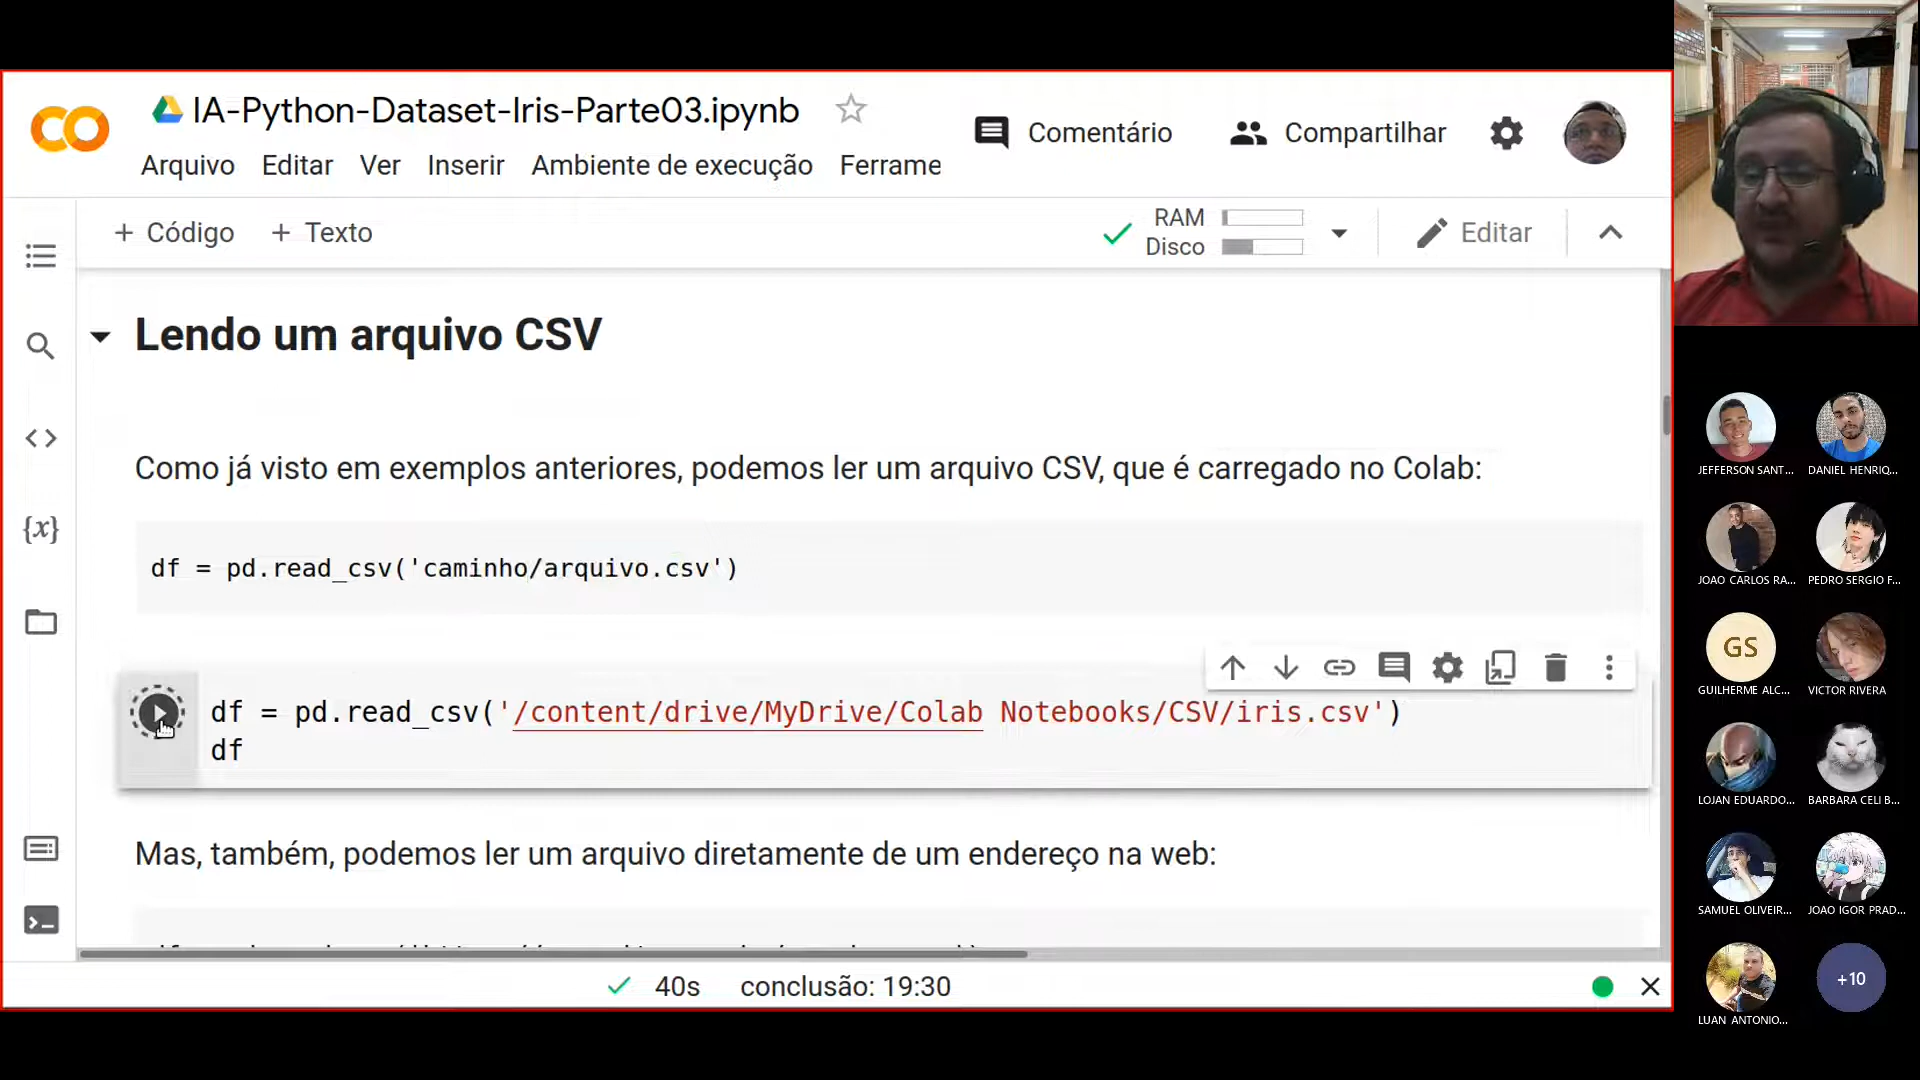 IA-Python-Dataset-Iris-Parte03.ipynb
Comentário
Compartilhar
Arquivo Editar Ver Inserir Ambiente de execução Ferrame
+ Código + Texto
RAM
Disco
Editar
Lendo um arquivo CSV
Como já visto em exemplos anteriores, podemos ler um arquivo CSV, que é carregado no Colab:
df = pd.read_csv('caminho/arquivo.csv')
df = pd.read_csv('/content/drive/MyDrive/Colab Notebooks/CSV/iris.csv')
df
Mas, também, podemos ler um arquivo diretamente de um endereço na web:
40s conclusão: 19:30
JEFFERSON SANT... DANIEL HENRIQ...
JOAO CARLOS RA... PEDRO SERGIO F...
GS
GUILHERME ALC... VICTOR RIVERA
LOJAN EDUARDO... BARBARA CELI B...
SAMUEL OLIVEIR... JOAO IGOR PRAD...
+10
LUAN ANTONIO...